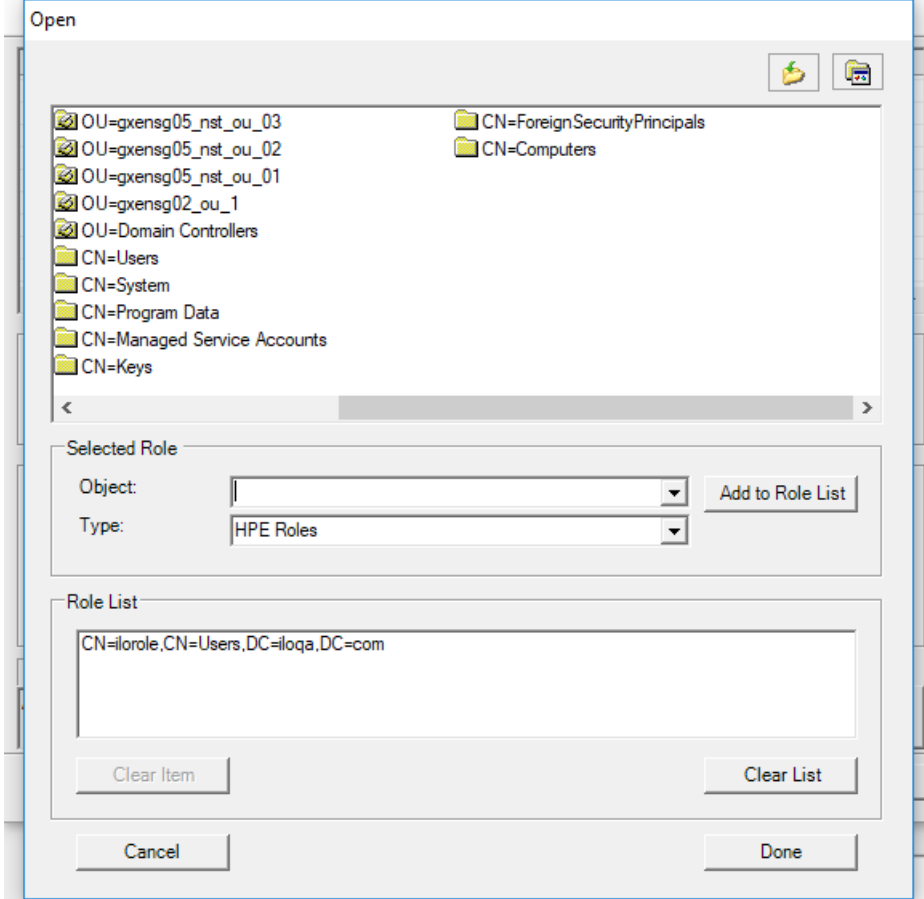 Open
OU=gxensg05_nst_ou_03
OU=gxensg05_nst_ou_02
OU=gxensg05_nst_ou_01
OU=gxensg02_ou_1
OU=Domain Controllers
CN=Users
CN=System
CN=Program Data
CN=Managed Service Accounts
CN=Keys
CN=ForeignSecurityPrincipals
CN=Computers
Selected Role
Object:
Add to Role List
Type:
HPE Roles
Role List
CN=ilorole,CN=Users,DC=iloqa,DC=com
Clear Item
Clear List
Cancel
Done